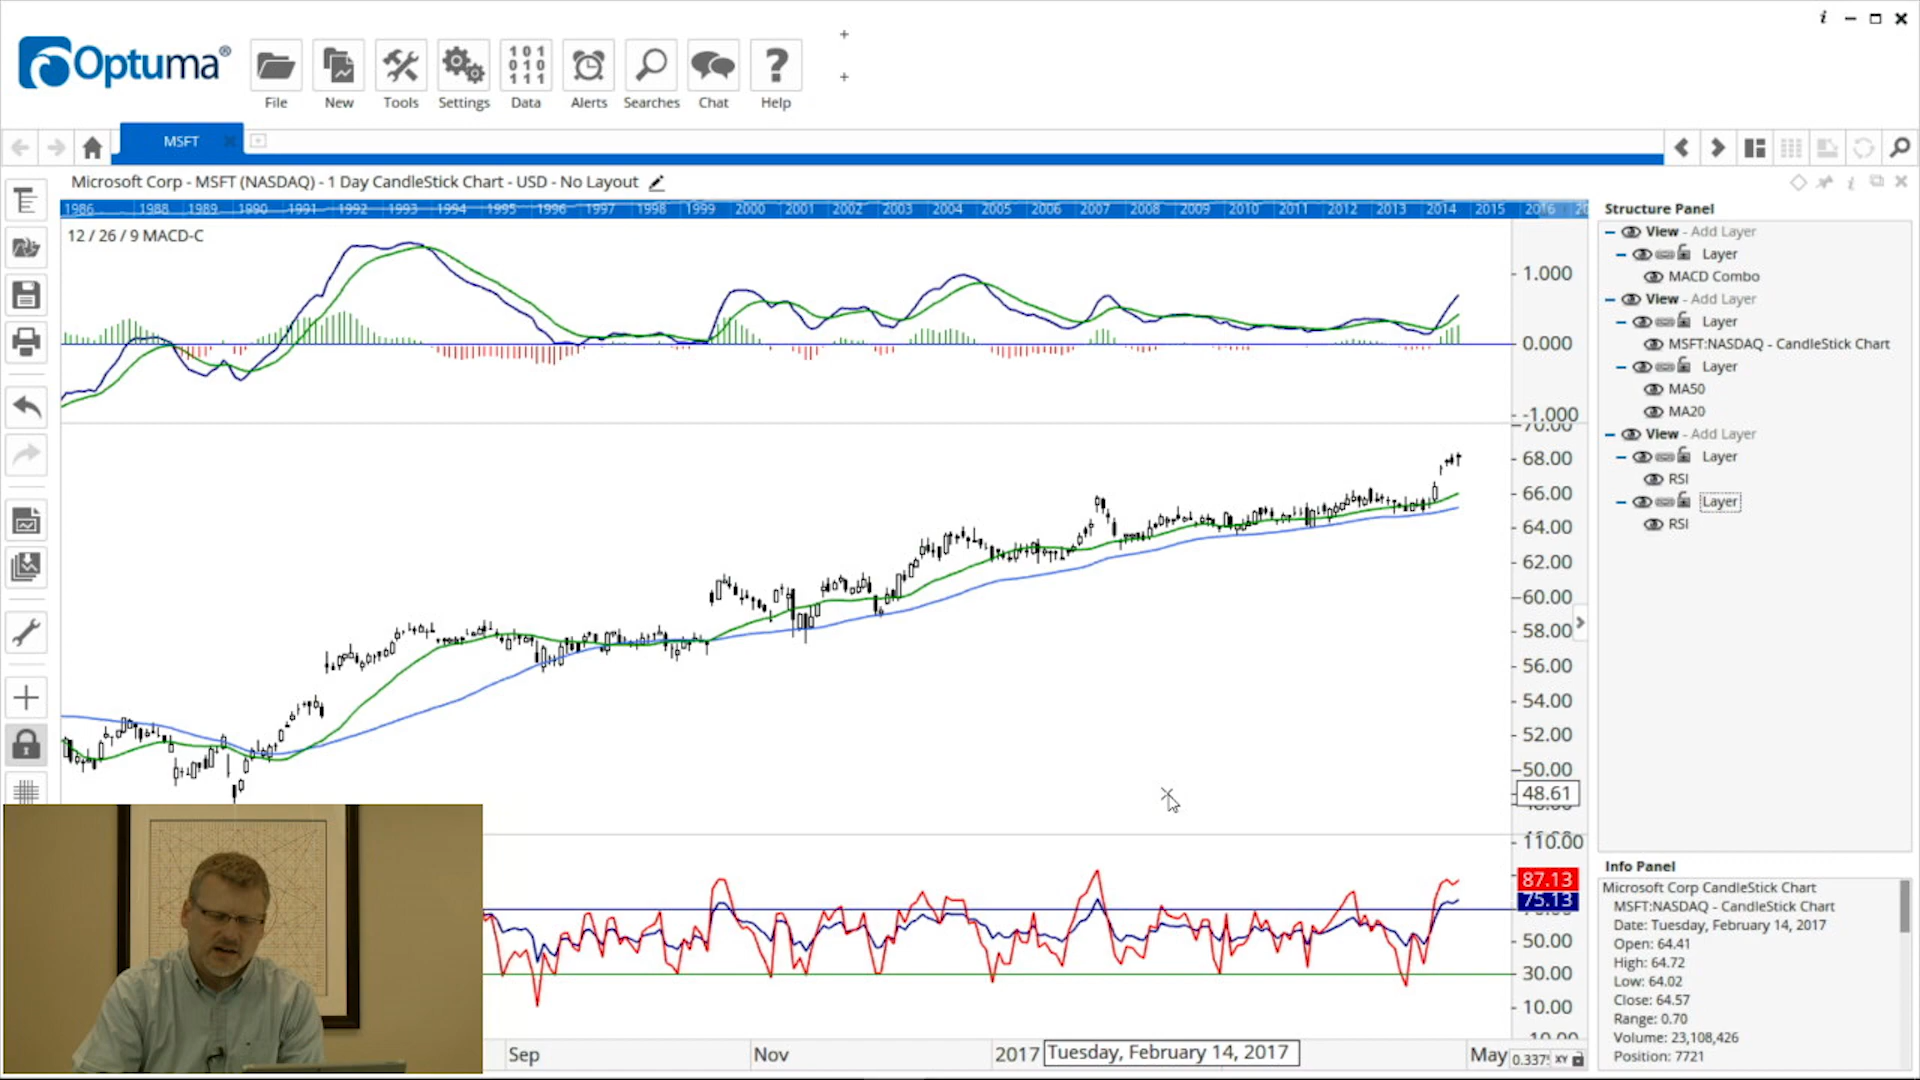 Optuma®
File New Tools Settings Data Alerts Searches Chat Help
MSFT
Microsoft Corp - MSFT (NASDAQ) - 1 Day CandleStick Chart - USD - No Layout
1986 1988 1989 1990 1991 1992 1993 1994 1995 1996 1997 1998 1999 2000 2001 2002 2003 2004 2005 2006 2007 2008 2009 2010 2011 2012 2013 2014 2015 2016
12 / 26 / 9 MACD-C
1.000
0.000
-1.000
70.00
68.00
66.00
64.00
62.00
60.00
58.00
56.00
54.00
52.00
50.00
48.61
110.00
87.13
75.13
50.00
30.00
10.00
Sep Nov 2017 Tuesday, February 14, 2017 May XY
Structure Panel
View - Add Layer
Layer
MACD Combo
View - Add Layer
Layer
MSFT:NASDAQ - CandleStick Chart
Layer
MA50
MA20
View - Add Layer
Layer
RSI
Layer
RSI
Info Panel
Microsoft Corp CandleStick Chart
MSFT:NASDAQ - CandleStick Chart
Date: Tuesday, February 14, 2017
Open: 64.41
High: 64.72
Low: 64.02
Close: 64.57
Range: 0.70
Volume: 23,108,426
Position: 7721